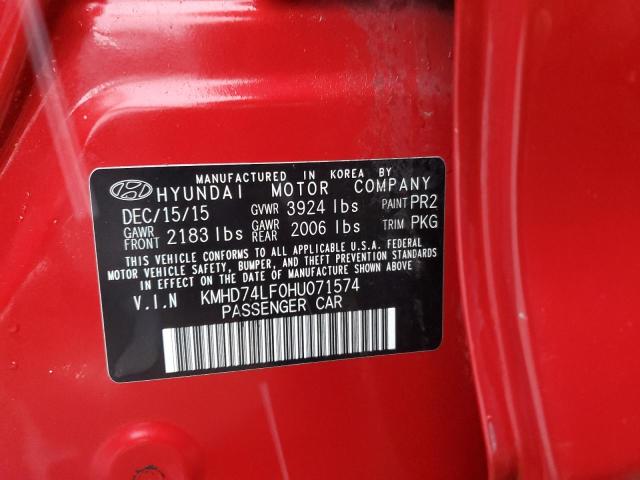 MANUFACTURED IN KOREA BY
HYUNDAI MOTOR COMPANY
DEC/15/15 GVWR 3924 lbs PAINT PR2
GAWR FRONT 2183 lbs GAWR REAR 2006 lbs TRIM PKG
THIS VEHICLE CONFORMS TO ALL APPLICABLE U.S.A. FEDERAL
MOTOR VEHICLE SAFETY, BUMPER, AND THEFT PREVENTION STANDARDS
IN EFFECT ON THE DATE OF MANUFACTURE SHOWN ABOVE.
V.I.N KMHD74LF0HU071574
PASSENGER CAR